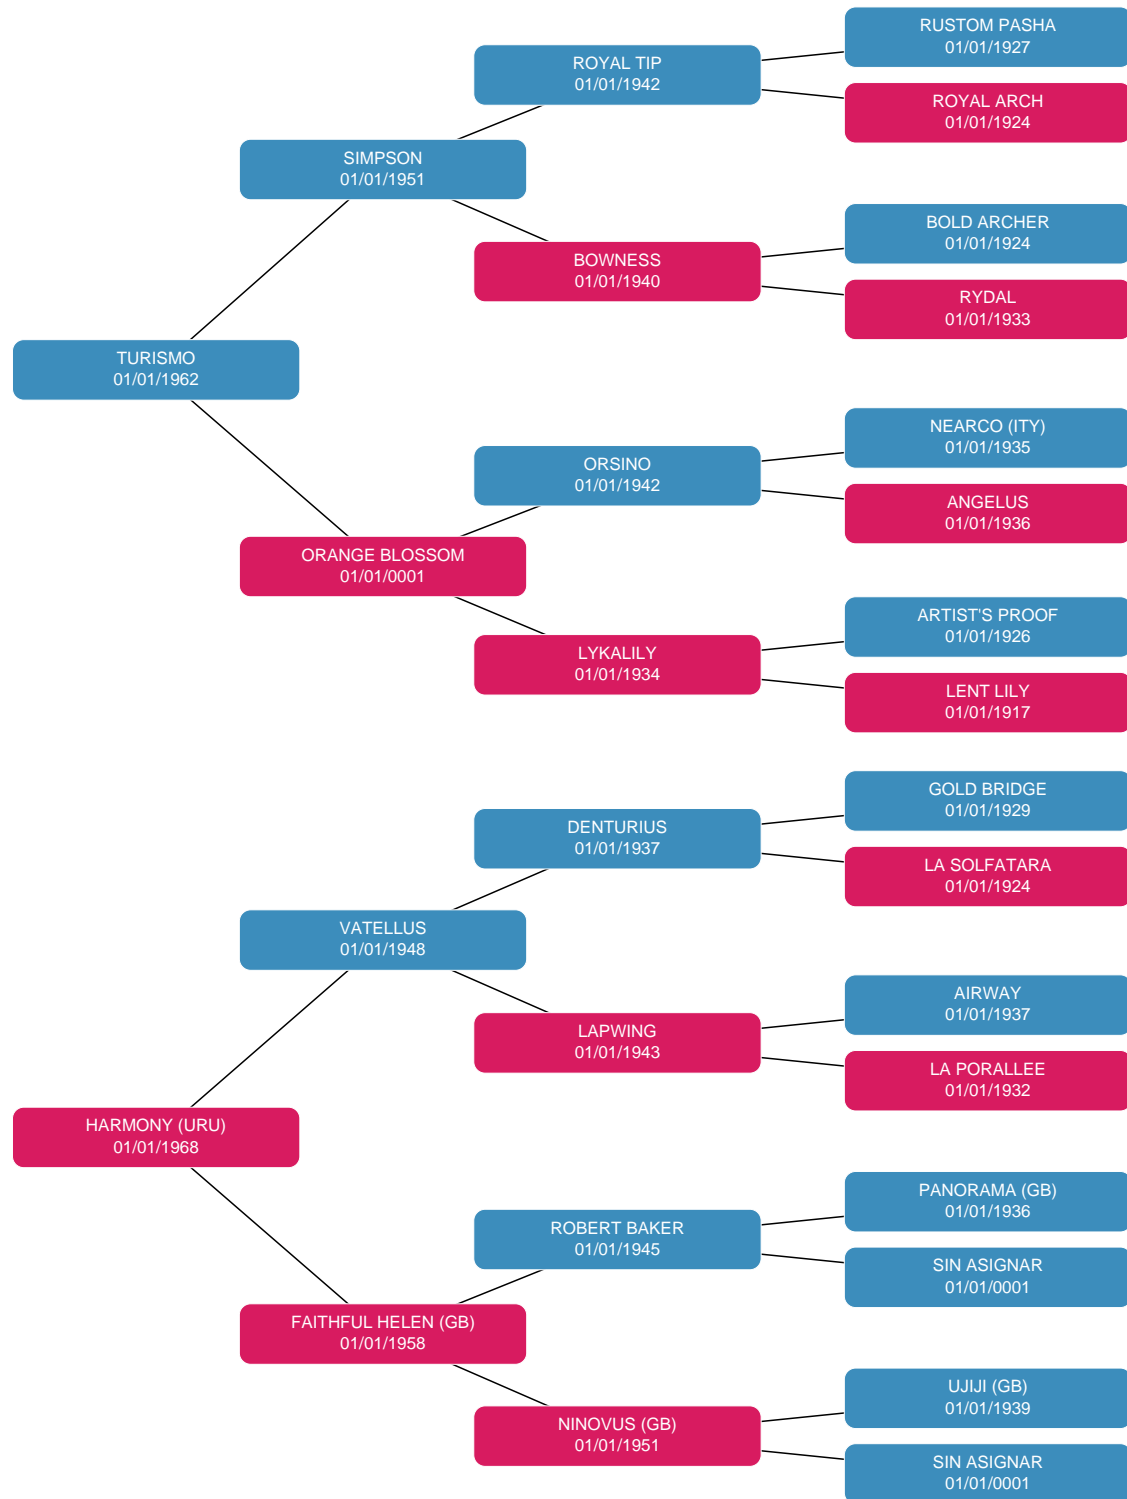 RUSTOM PASHA
01/01/1927
ROYAL TIP
01/01/1942
ROYAL ARCH
01/01/1924
SIMPSON
01/01/1951
BOLD ARCHER
01/01/1924
BOWNESS
01/01/1940
RYDAL
01/01/1933
TURISMO
01/01/1962
NEARCO (ITY)
01/01/1935
ORSINO
01/01/1942
ANGELUS
01/01/1936
ORANGE BLOSSOM
01/01/0001
ARTIST'S PROOF
01/01/1926
LYKALILY
01/01/1934
LENT LILY
01/01/1917
GOLD BRIDGE
01/01/1929
DENTURIUS
01/01/1937
LA SOLFATARA
01/01/1924
VATELLUS
01/01/1948
AIRWAY
01/01/1937
LAPWING
01/01/1943
LA PORALLEE
01/01/1932
HARMONY (URU)
01/01/1968
PANORAMA (GB)
01/01/1936
ROBERT BAKER
01/01/1945
SIN ASIGNAR
01/01/0001
FAITHFUL HELEN (GB)
01/01/1958
UJIJI (GB)
01/01/1939
NINOVUS (GB)
01/01/1951
SIN ASIGNAR
01/01/0001